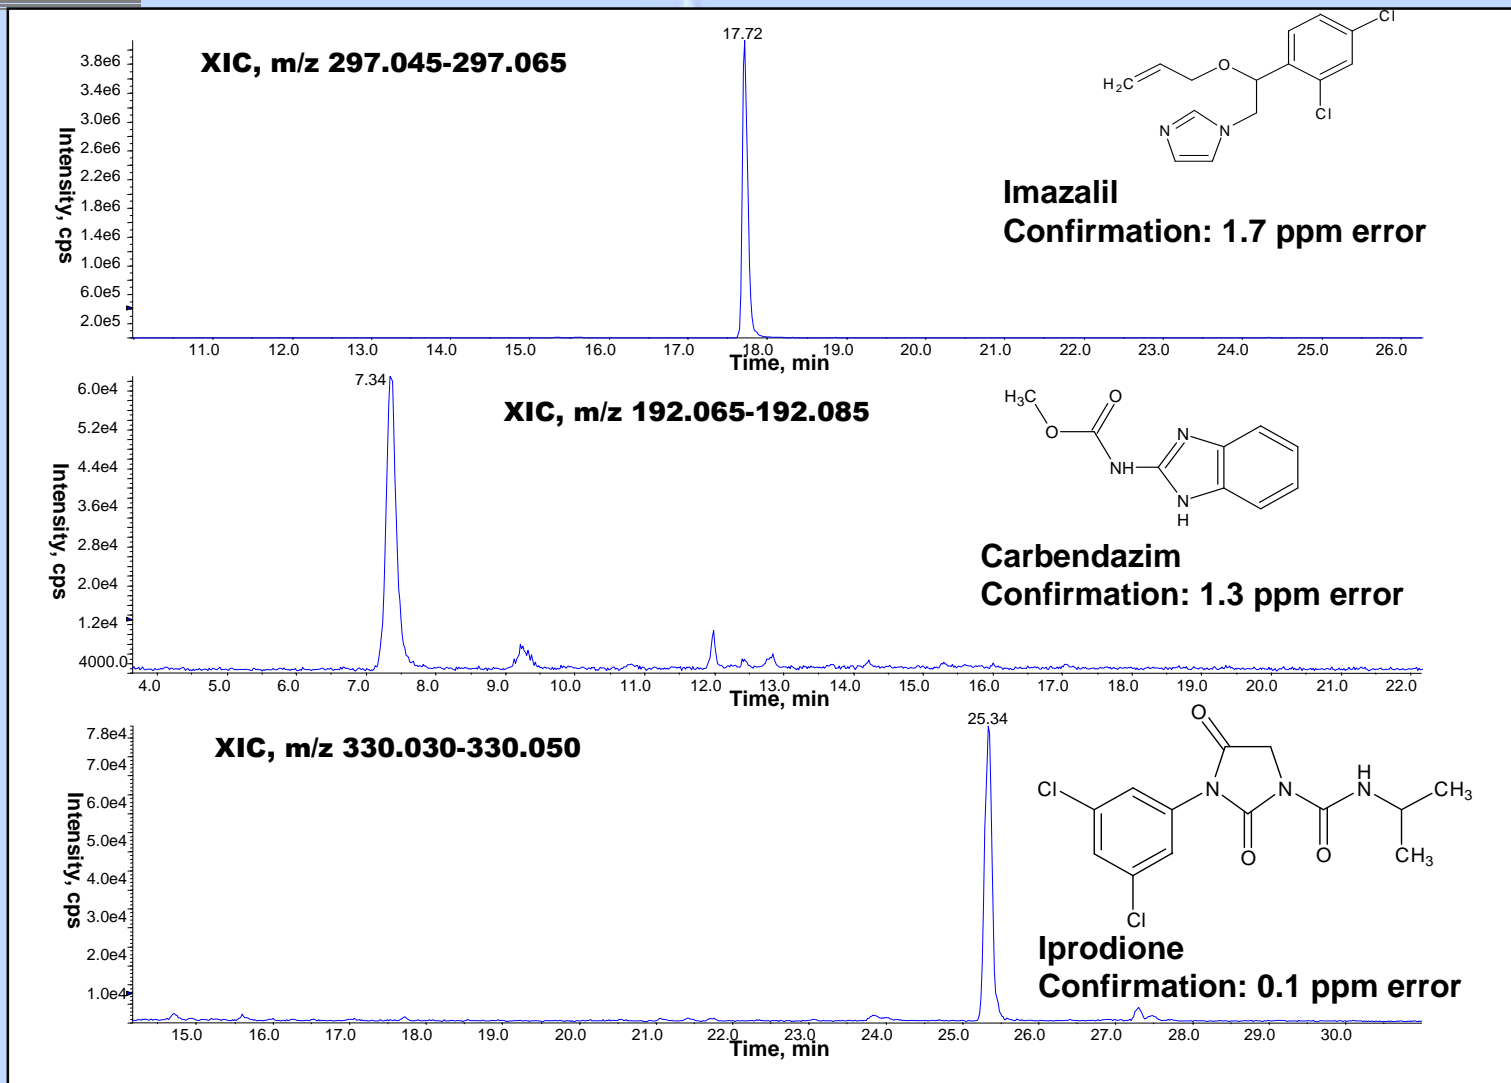 17.72
XIC, m/z 297.045-297.065
Intensity, cps
3.8e6
3.4e6
3.0e6
2.6e6
2.2e6
1.8e6
1.4e6
1.0e6
6.0e5
2.0e5
11.0 12.0 13.0 14.0 15.0 16.0 17.0 18.0 19.0 20.0 21.0 22.0 23.0 24.0 25.0 26.0
Time, min
Cl
O
H2C
Cl
N
N
Imazalil
Confirmation: 1.7 ppm error
7.34
XIC, m/z 192.065-192.085
Intensity, cps
6.0e4
5.2e4
4.4e4
3.6e4
2.8e4
2.0e4
1.2e4
4000.0
4.0 5.0 6.0 7.0 8.0 9.0 10.0 11.0 12.0 13.0 14.0 15.0 16.0 17.0 18.0 19.0 20.0 21.0 22.0
Time, min
H3C
O
O
N
NH
N
H
Carbendazim
Confirmation: 1.3 ppm error
25.34
XIC, m/z 330.030-330.050
Intensity, cps
7.8e4
7.0e4
6.0e4
5.0e4
4.0e4
3.0e4
2.0e4
1.0e4
15.0 16.0 17.0 18.0 19.0 20.0 21.0 22.0 23.0 24.0 25.0 26.0 27.0 28.0 29.0 30.0
Time, min
O
H
Cl
N
N
N
CH3
O
O
CH3
Cl
Iprodione
Confirmation: 0.1 ppm error